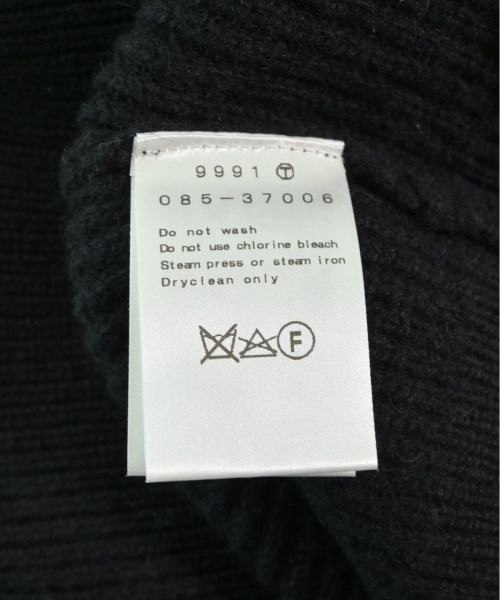 9991 Ⓣ
085-37006
Do not wash
Do not use chlorine bleach
Steam press or steam iron
Dryclean only
F